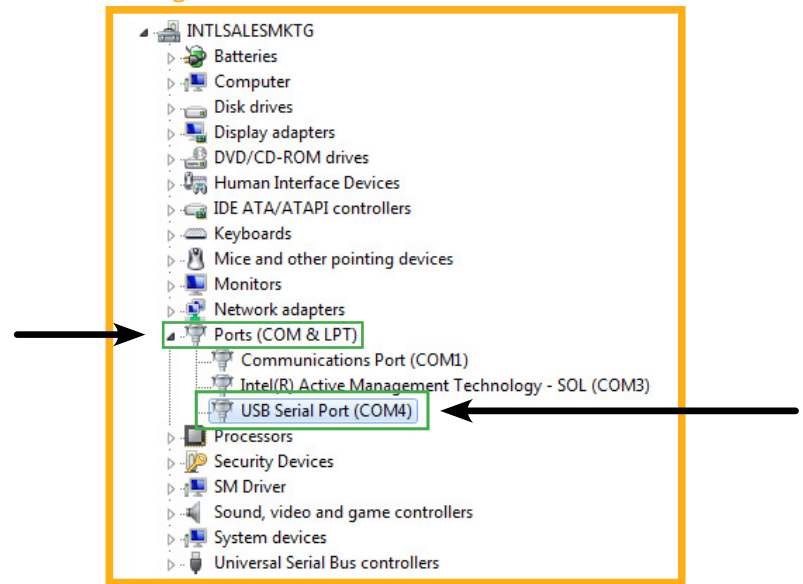 INTLSALESMKTG
Batteries
Computer
Disk drives
Display adapters
DVD/CD-ROM drives
Human Interface Devices
IDE ATA/ATAPI controllers
Keyboards
Mice and other pointing devices
Monitors
Network adapters
Ports (COM & LPT)
Communications Port (COM1)
Intel(R) Active Management Technology - SOL (COM3)
USB Serial Port (COM4)
Processors
Security Devices
SM Driver
Sound, video and game controllers
System devices
Universal Serial Bus controllers